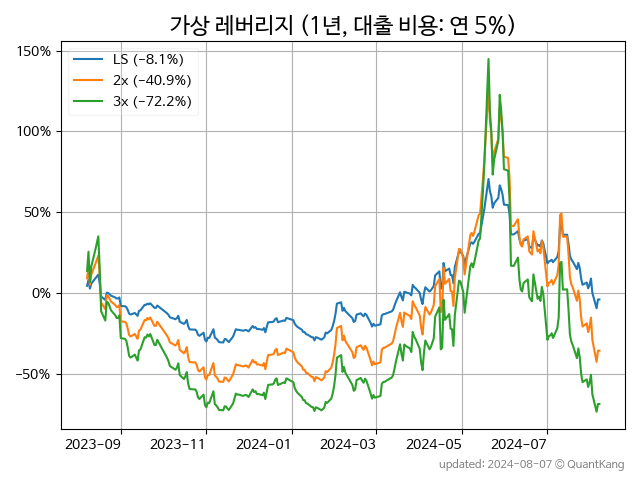 가상 레버리지 (1년, 대출 비용: 연 5%)
150%
100%
50%
0%
−50%
LS (−8.1%)
2x (−40.9%)
3x (−72.2%)
2023-09 2023-11 2024-01 2024-03 2024-05 2024-07
updated: 2024-08-07 © QuantKang